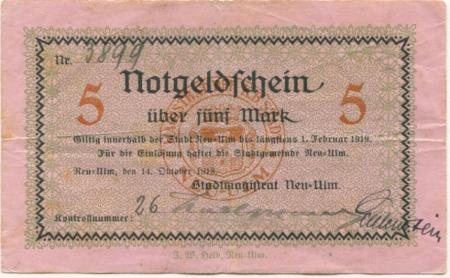 Nr. 3899
Notgeldschein
5 über fünf Mark 5
Giltig innerhalb der Stadt Neu-Ulm bis längstens 1. Februar 1919.
Für die Einlösung haftet die Stadtgemeinde Neu-Ulm.
Neu-Ulm, den 14. Oktober 1918.
Stadtmagistrat Neu-Ulm.
Kontrollnummer: 26
J. W. Helb, Neu-Ulm.